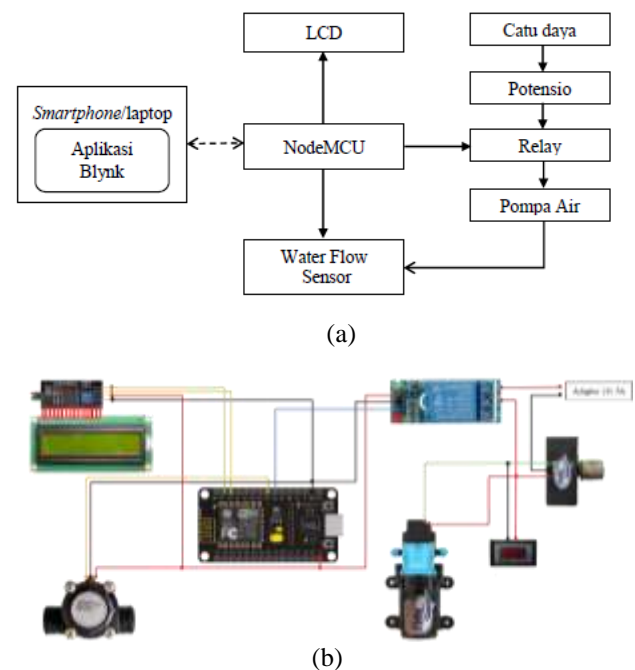 LCD
Catu daya
Smartphone/laptop
Potensio
Aplikasi
Blynk
NodeMCU
Relay
Pompa Air
Water Flow
Sensor
(a)
(b)